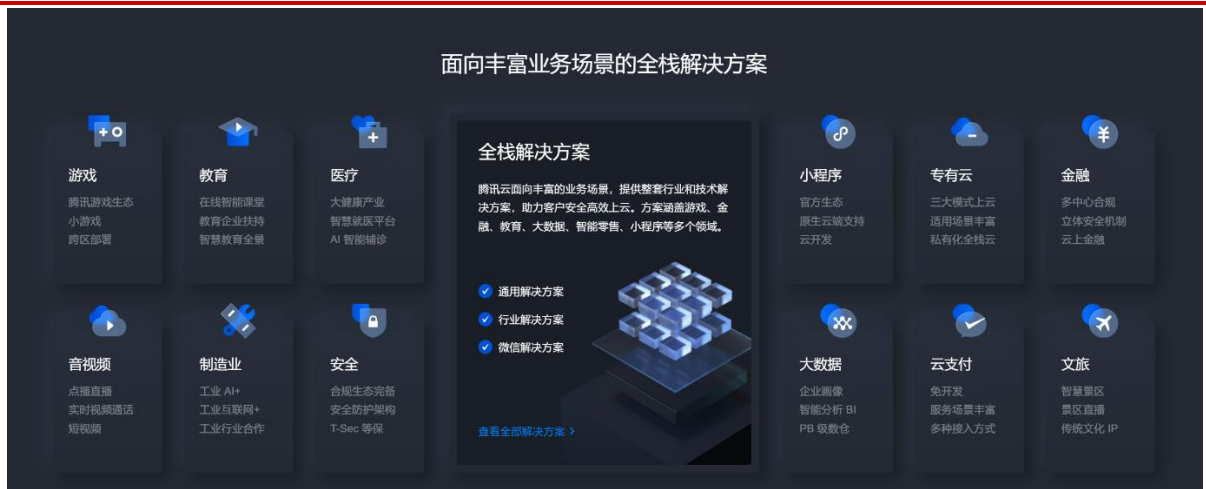 面向丰富业务场景的全栈解决方案
游戏
腾讯游戏生态
小游戏
跨区部署
教育
在线智能课堂
教育企业扶持
智慧教育全景
医疗
大健康产业
智慧就医平台
AI 智能辅诊
音视频
点播直播
实时视频通话
短视频
制造业
工业 AI+
工业互联网+
工业行业合作
安全
合规生态完备
安全防护架构
T-Sec 等保
全栈解决方案
腾讯云面向丰富的业务场景，提供整套行业和技术解
决方案，助力客户安全高效上云。方案涵盖游戏、金
融、教育、大数据、智能零售、小程序等多个领域。
通用解决方案
行业解决方案
微信解决方案
查看全部解决方案 >
小程序
官方生态
原生云端支持
云开发
专有云
三大模式上云
适用场景丰富
私有化全栈云
¥
金融
多中心合规
立体安全机制
云上金融
大数据
企业画像
智能分析 BI
PB 级数仓
云支付
免开发
服务场景丰富
多种接入方式
文旅
智慧景区
景区直播
传统文化 IP